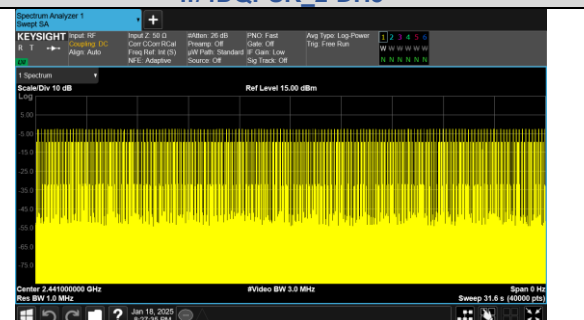 Spectrum Analyzer 1
Swept SA
+
KEYSIGHT Input: RF Input Z: 50 Ω #Atten: 26 dB PNO: Fast Avg Type: Log-Power 1 2 3 4 5 6
R T Coupling: DC Corr CCorr RCal Preamp: Off Gate: Off Trig: Free Run W W W W W W
Align: Auto Freq Ref: Int (S) µW Path: Standard IF Gain: Low N N N N N N
NFE: Adaptive Source: Off Sig Track: Off
1 Spectrum
Scale/Div 10 dB Ref Level 15.00 dBm
Log
5.00
-5.00
-15.0
-25.0
-35.0
-45.0
-55.0
-65.0
-75.0
Center 2.441000000 GHz #Video BW 3.0 MHz Span 0 Hz
Res BW 1.0 MHz Sweep 31.6 s (40000 pts)
? Jan 18, 2025